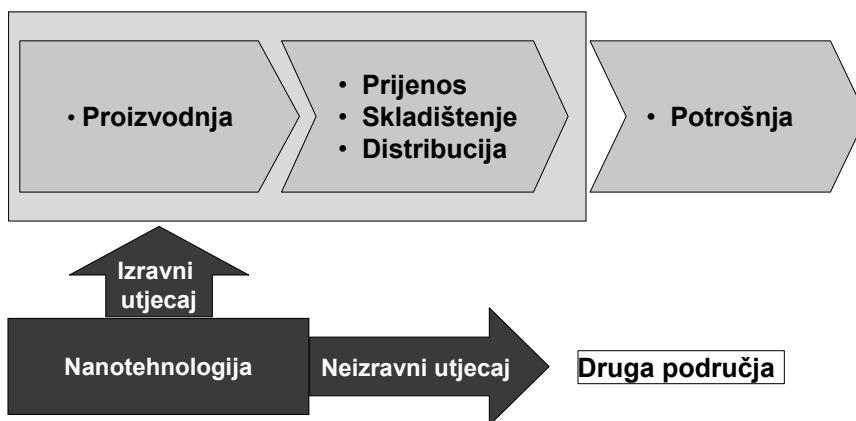 • Proizvodnja
• Prijenos
• Skladištenje
• Distribucija
• Potrošnja
Izravni
utjecaj
Nanotehnologija
Neizravni utjecaj
Druga područja